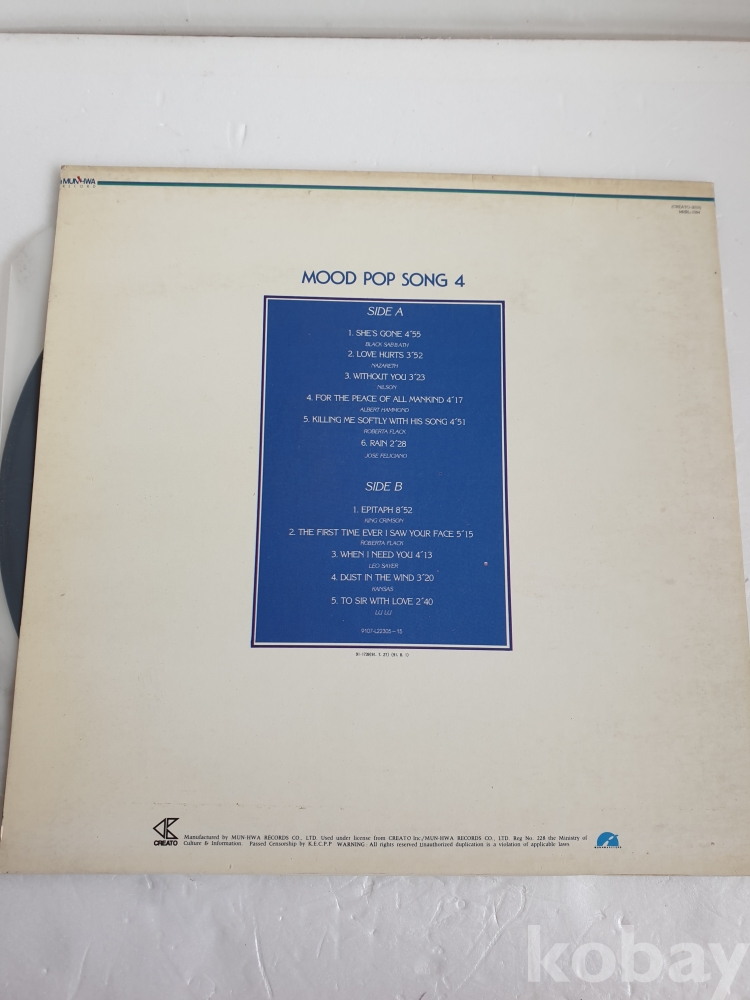 MUN-HWA
RECORD
MOOD POP SONG 4
SIDE A
1. SHE'S GONE 4"55
BLACK SABBATH
2. LOVE HURTS 3"52
NAZARETH
3. WITHOUT YOU 3"23
NILSON
4. FOR THE PEACE OF ALL MANKIND 4"17
ALBERT HAMMOND
5. KILLING ME SOFTLY WITH HIS SONG 4"51
ROBERTA FLACK
6. RAIN 2"28
JOSE FELICIANO
SIDE B
1. EPITAPH 8"52
KING CRIMSON
2. THE FIRST TIME EVER I SAW YOUR FACE 5"15
ROBERTA FLACK
3. WHEN I NEED YOU 4"13
LEO SAYER
4. DUST IN THE WIND 3"20
KANSAS
5. TO SIR WITH LOVE 2"40
LU LU
9107-L22305-15
CREATO
Manufactured by MUN-HWA RECORDS CO., LTD. Used under license from CREATO Inc./MUN-HWA RECORDS CO., LTD. Reg No. 228 the Ministry of
Culture & Information Passed Censorship by K.E.C.P.P WARNING: All rights reserved Unauthorized duplication is a violation of applicable laws
kobay